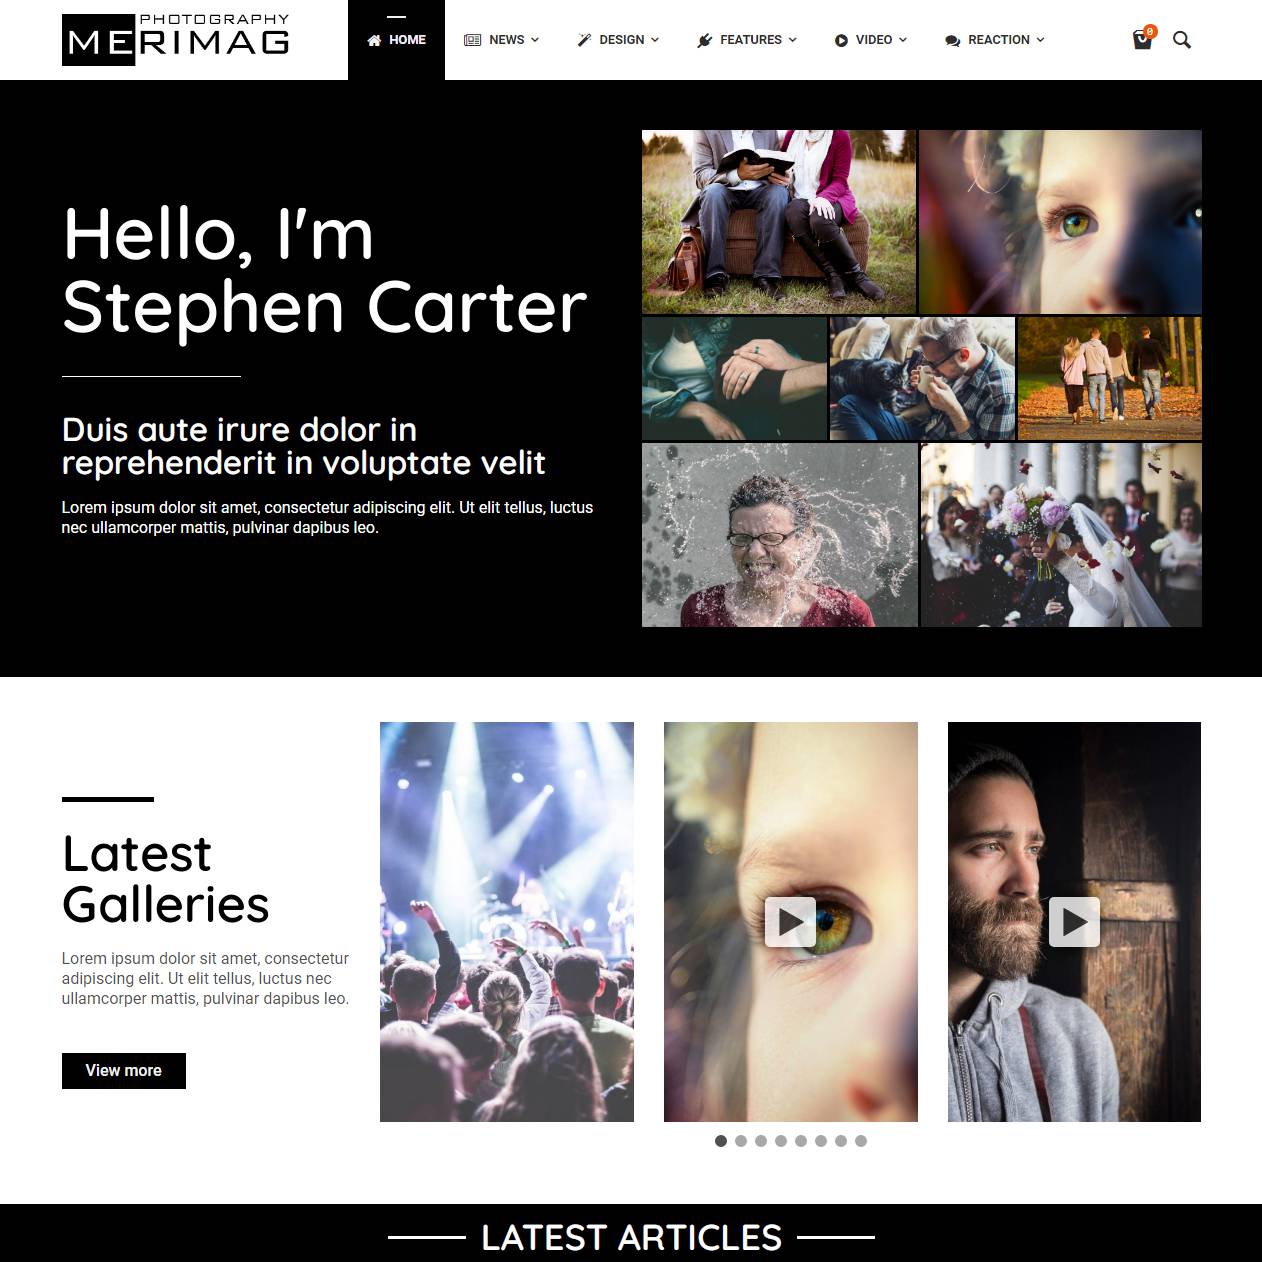 PHOTOGRAPHY
MERIMAG
HOME
NEWS
DESIGN
FEATURES
VIDEO
REACTION
0
Hello, I'm
Stephen Carter
Duis aute irure dolor in
reprehenderit in voluptate velit
Lorem ipsum dolor sit amet, consectetur adipiscing elit. Ut elit tellus, luctus
nec ullamcorper mattis, pulvinar dapibus leo.
Latest
Galleries
Lorem ipsum dolor sit amet, consectetur
adipiscing elit. Ut elit tellus, luctus nec
ullamcorper mattis, pulvinar dapibus leo.
View more
LATEST ARTICLES